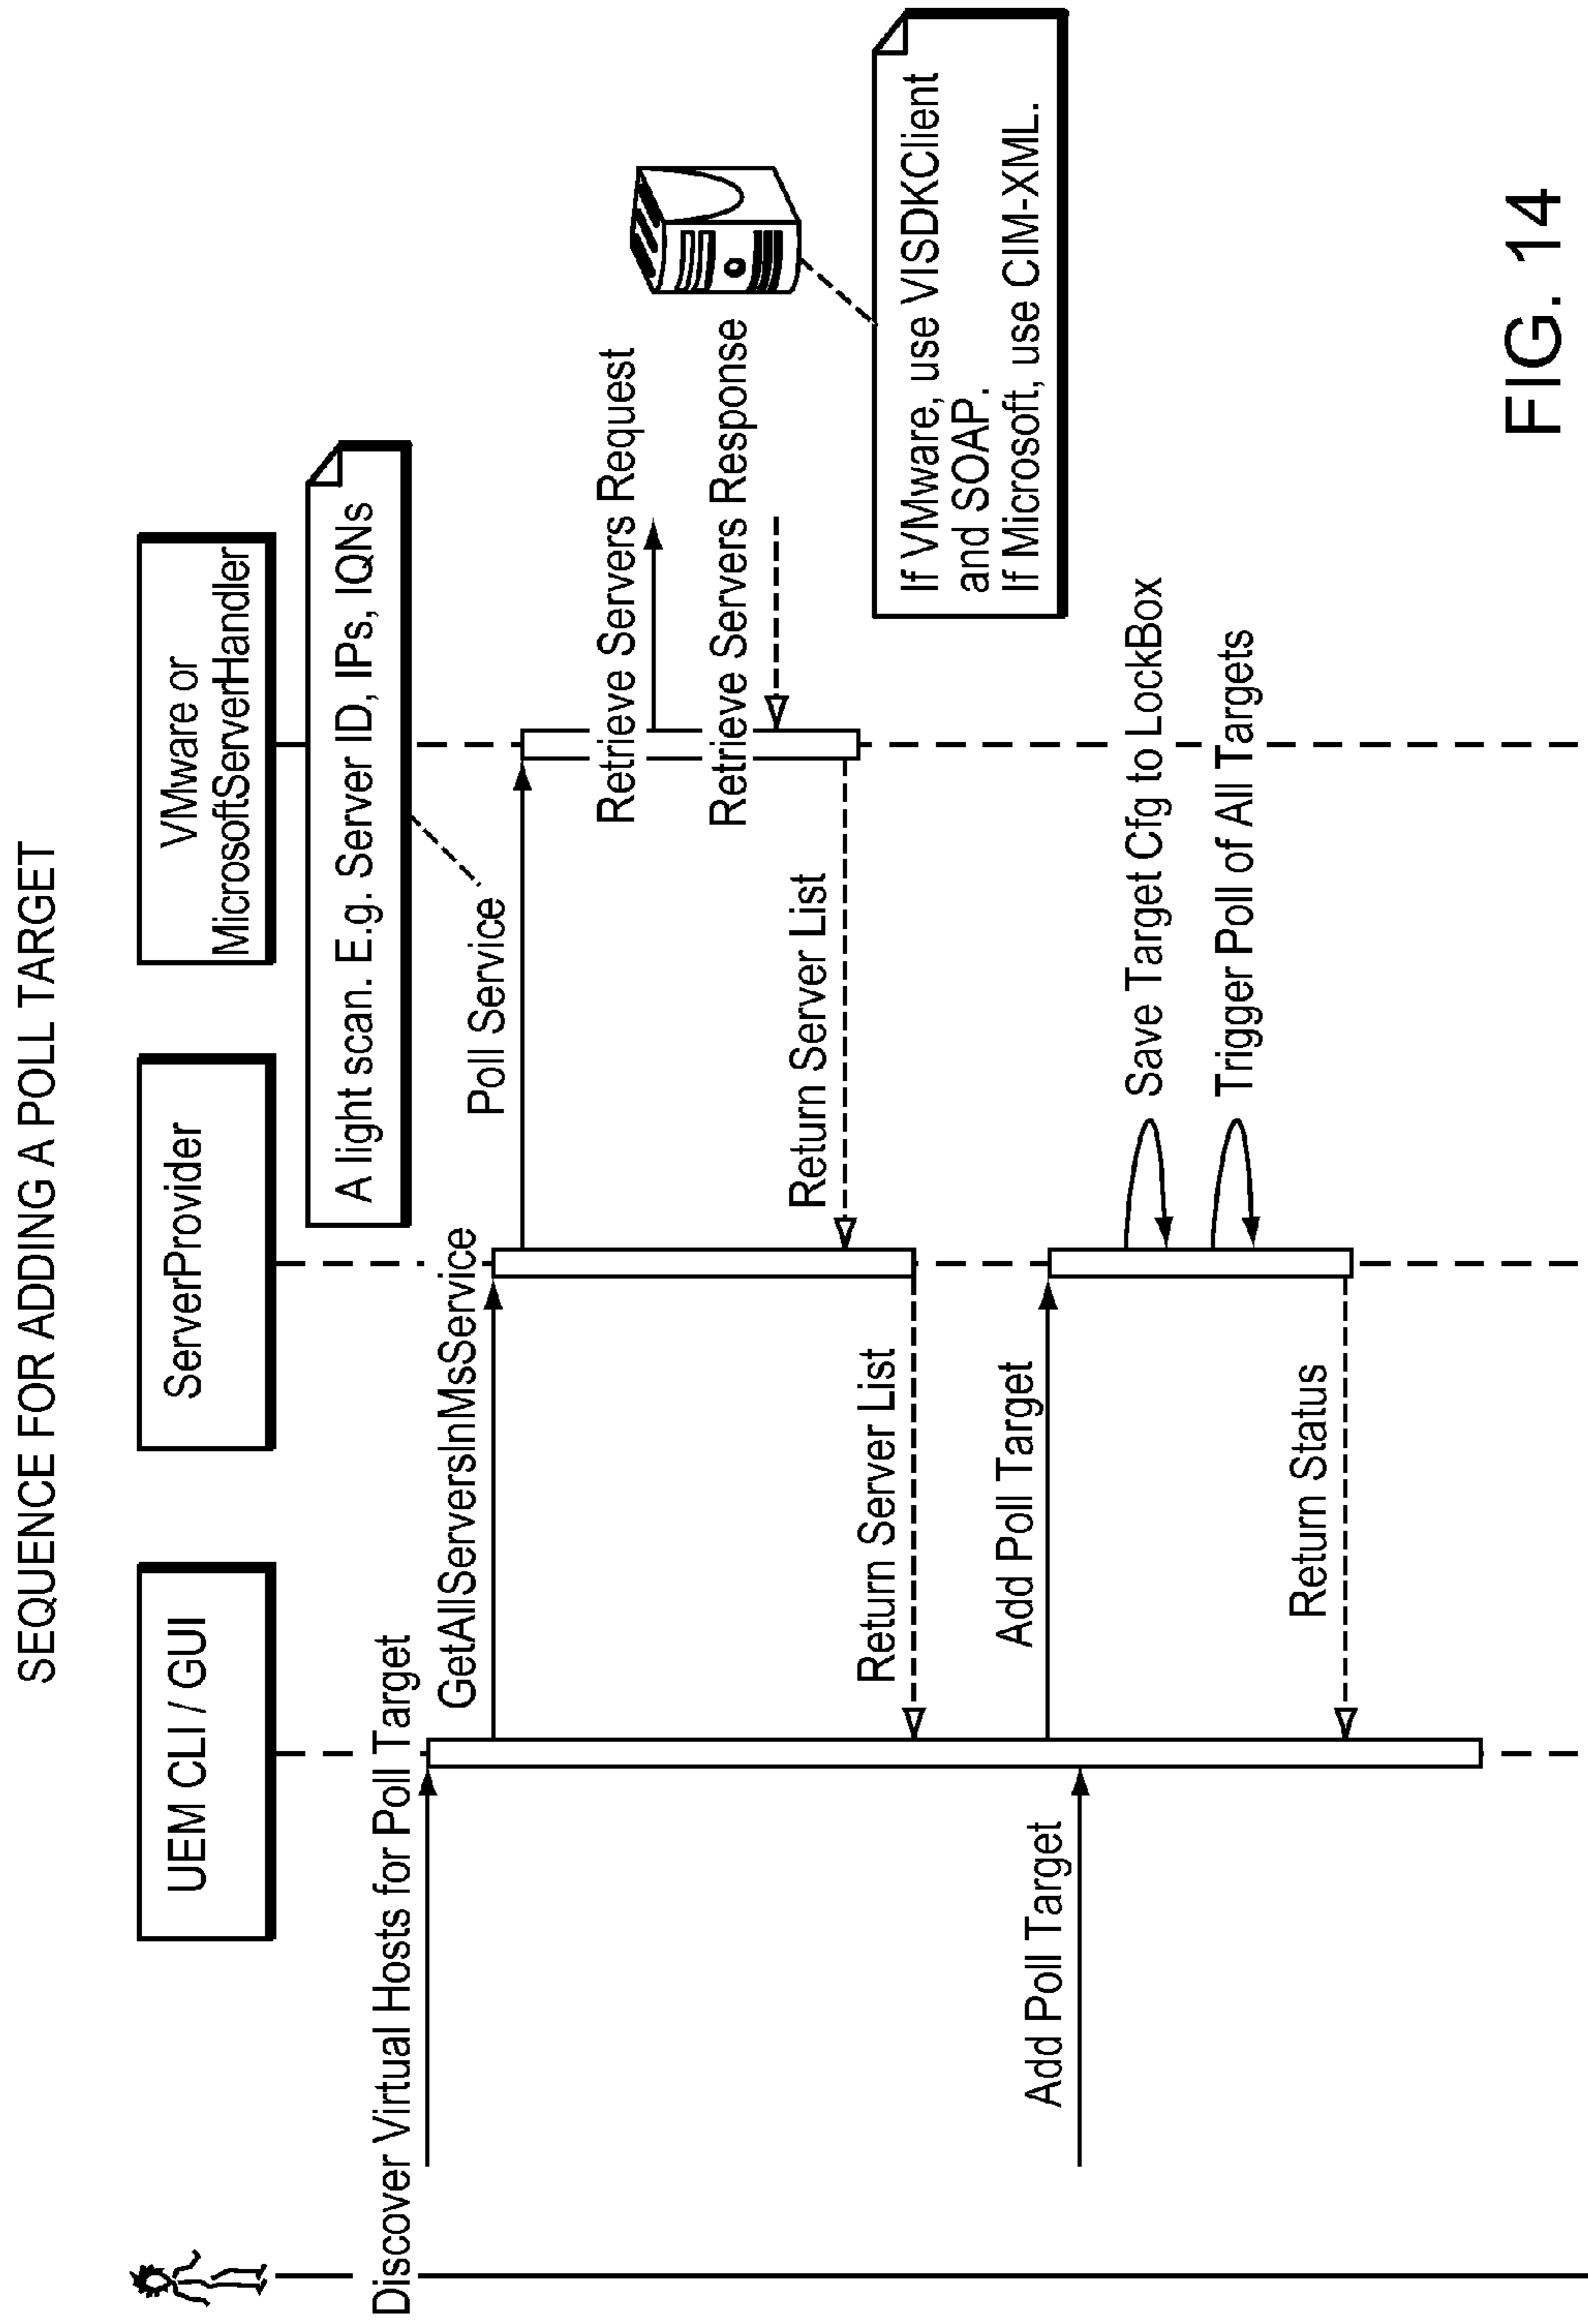 SEQUENCE FOR ADDING A POLL TARGET
UEM CLI / GUI
ServerProvider
VMware or
MicrosoftServerHandler
A light scan. E.g. Server ID, IPs, IQNs
Discover Virtual Hosts for Poll Target
GetAllServersInMsService
Poll Service
Retrieve Servers Request
Retrieve Servers Response
Return Server List
Return Server List
If VMware, use VISDKClient
and SOAP.
If Microsoft, use CIM-XML.
Add Poll Target
Add Poll Target
Save Target Cfg to LockBox
Trigger Poll of All Targets
Return Status
FIG. 14